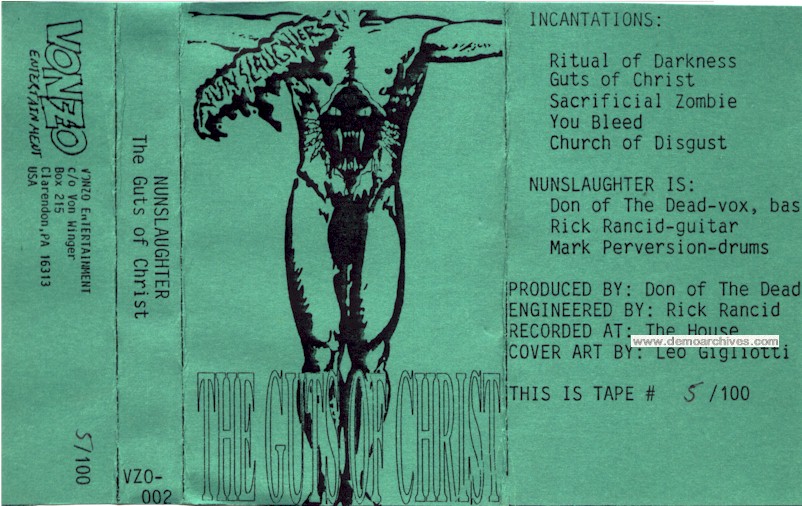 VONZO
ENTERTAINMENT
VONZO EnTERTAINMENT
c/o Von Winger
Box 215
Clarendon,PA 16313
USA
5/100
NUNSLAUGHTER
The Guts of Christ
VZO-
002
NUNSLAUGHTER
THE GUTS OF CHRIST
INCANTATIONS:
Ritual of Darkness
Guts of Christ
Sacrificial Zombie
You Bleed
Church of Disgust
NUNSLAUGHTER IS:
Don of The Dead-vox, bas
Rick Rancid-guitar
Mark Perversion-drums
PRODUCED BY: Don of The Dead
ENGINEERED BY: Rick Rancid
RECORDED AT: The House
www.demoarchives.com
COVER ART BY: Leo Gigliotti
THIS IS TAPE # 5/100